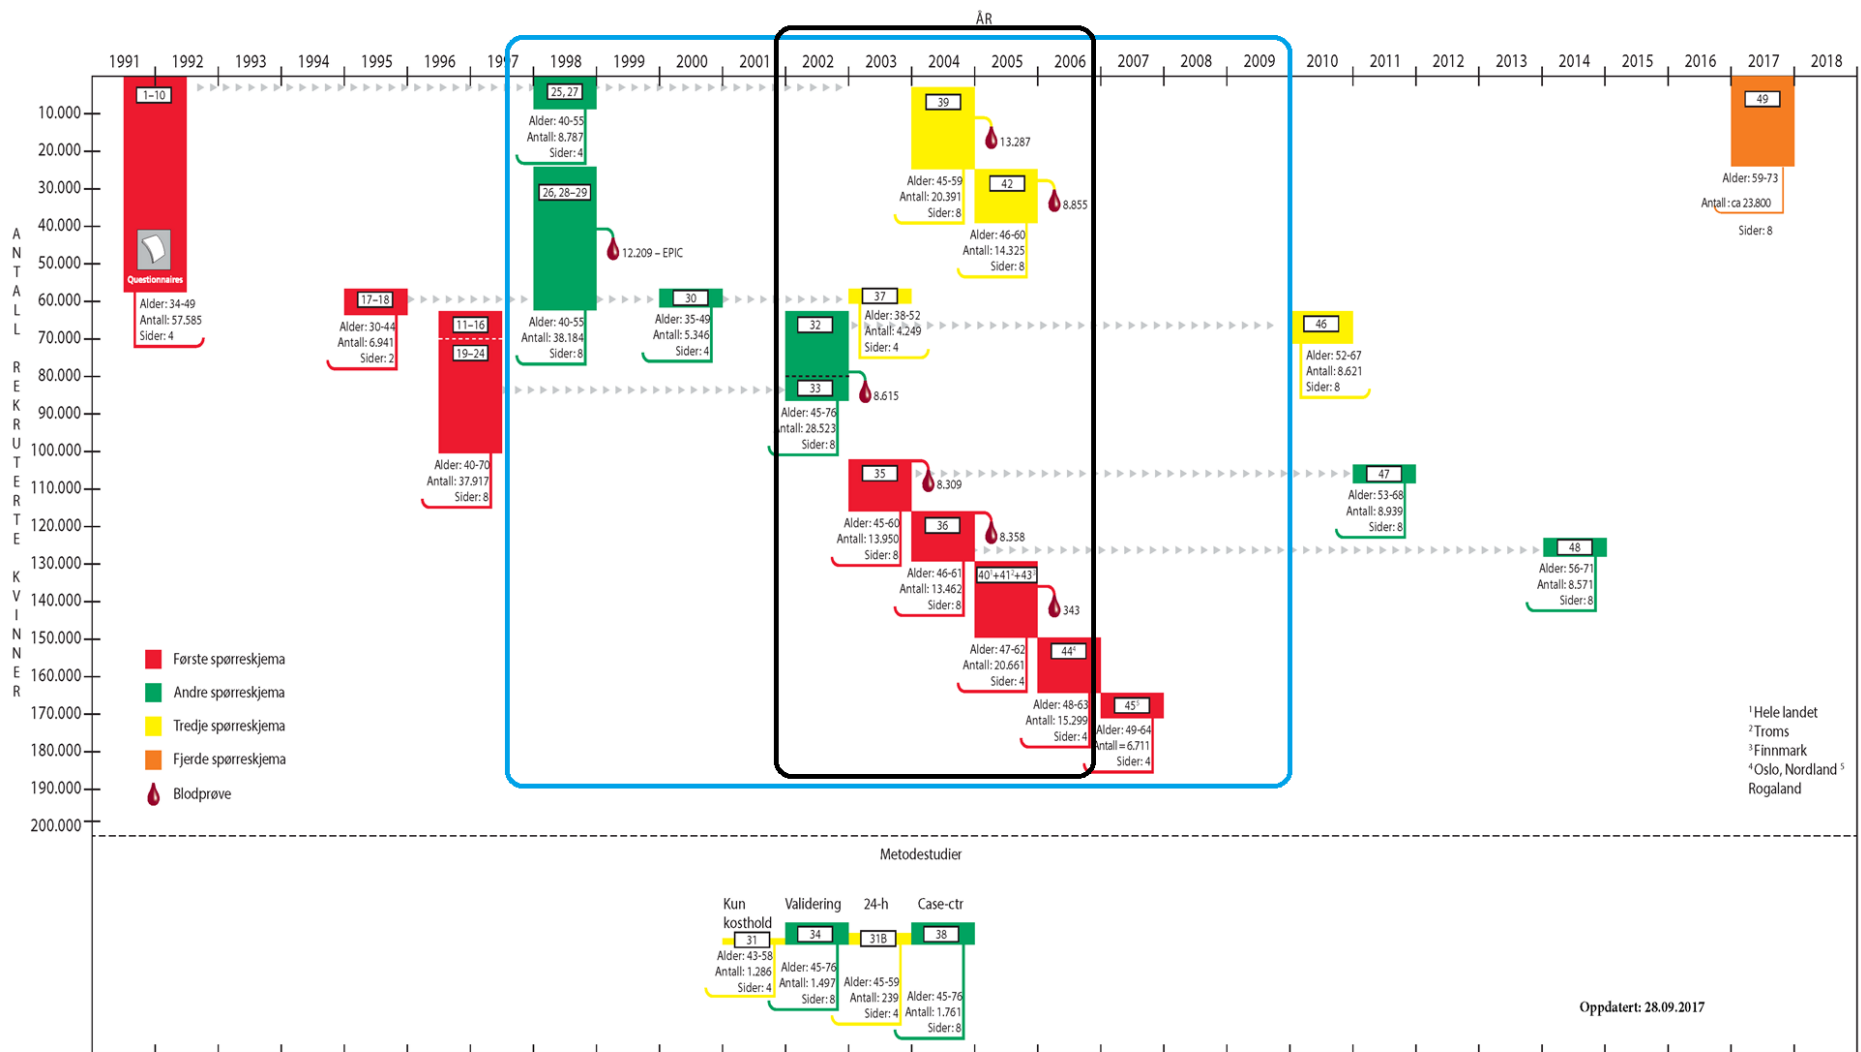 ÅR
1991 1992 1993 1994 1995 1996 1997 1998 1999 2000 2001 2002 2003 2004 2005 2006 2007 2008 2009 2010 2011 2012 2013 2014 2015 2016 2017 2018
ANTALL REKRUTERTE KVINNER
10.000
20.000
30.000
40.000
50.000
60.000
70.000
80.000
90.000
100.000
110.000
120.000
130.000
140.000
150.000
160.000
170.000
180.000
190.000
200.000
1–10
Questionnaires
Alder: 34-49
Antall: 57.585
Sider: 4
17–18
Alder: 30-44
Antall: 6.941
Sider: 2
11–16
19–24
Alder: 40-70
Antall: 37.917
Sider: 8
25, 27
Alder: 40-55
Antall: 8.787
Sider: 4
26, 28–29
12.209 – EPIC
Alder: 40-55
Antall: 38.184
Sider: 8
30
Alder: 35-49
Antall: 5.346
Sider: 4
32
33
8.615
Alder: 45-76
Antall: 28.523
Sider: 8
37
Alder: 38-52
Antall: 4.249
Sider: 4
39
13.287
Alder: 45-59
Antall: 20.391
Sider: 8
42
8.855
Alder: 46-60
Antall: 14.325
Sider: 8
35
8.309
Alder: 45-60
Antall: 13.950
Sider: 8
36
8.358
Alder: 46-61
Antall: 13.462
Sider: 8
40¹+41²+43³
343
Alder: 47-62
Antall: 20.661
Sider: 4
44⁴
Alder: 48-63
Antall: 15.299
Sider: 4
45⁵
Alder: 49-64
Antall = 6.711
Sider: 4
46
Alder: 52-67
Antall: 8.621
Sider: 8
47
Alder: 53-68
Antall: 8.939
Sider: 8
48
Alder: 56-71
Antall: 8.571
Sider: 8
49
Alder: 59-73
Antall : ca 23.800
Sider: 8
Første spørreskjema
Andre spørreskjema
Tredje spørreskjema
Fjerde spørreskjema
Blodprøve
¹Hele landet
²Troms
³Finnmark
⁴Oslo, Nordland ⁵
Rogaland
Metodestudier
Kun
kosthold
31
Alder: 43-58
Antall: 1.286
Sider: 4
Validering
34
Alder: 45-76
Antall: 1.497
Sider: 8
24-h
31B
Alder: 45-59
Antall: 239
Sider: 4
Case-ctr
38
Alder: 45-76
Antall: 1.761
Sider: 8
Oppdatert: 28.09.2017